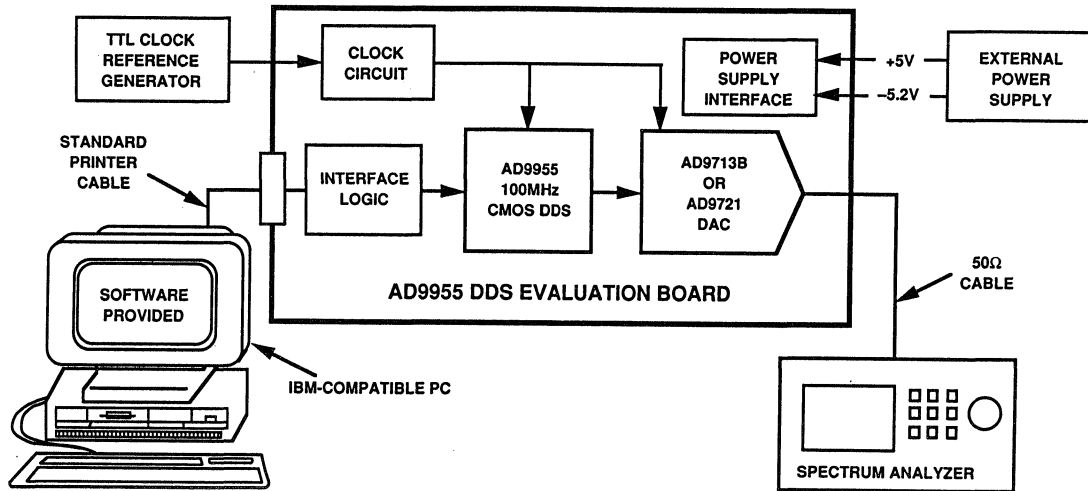 TTL CLOCK
REFERENCE
GENERATOR
CLOCK
CIRCUIT
POWER
SUPPLY
INTERFACE
+5V
–5.2V
EXTERNAL
POWER
SUPPLY
STANDARD
PRINTER
CABLE
INTERFACE
LOGIC
AD9955
100MHz
CMOS DDS
AD9713B
OR
AD9721
DAC
SOFTWARE
PROVIDED
AD9955 DDS EVALUATION BOARD
50Ω
CABLE
IBM-COMPATIBLE PC
SPECTRUM ANALYZER